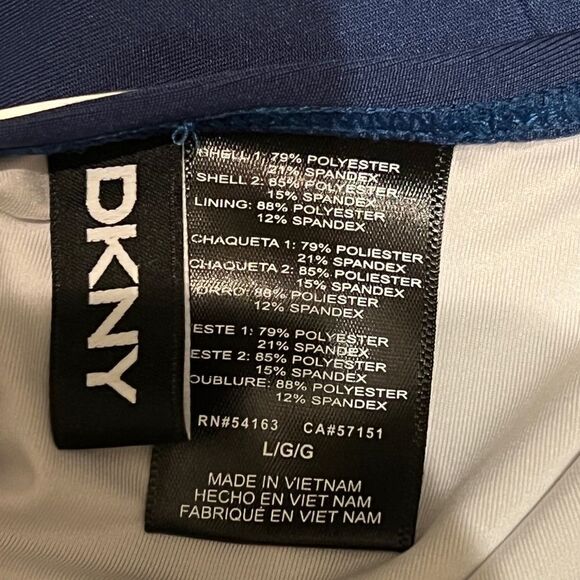 DKNY
SHELL 1: 79% POLYESTER
21% SPANDEX
SHELL 2: 85% POLYESTER
15% SPANDEX
LINING: 88% POLYESTER
12% SPANDEX
CHAQUETA 1: 79% POLIESTER
21% SPANDEX
CHAQUETA 2: 85% POLIESTER
15% SPANDEX
ORRO: 88% POLIESTER
12% SPANDEX
ESTE 1: 79% POLYESTER
21% SPANDEX
ESTE 2: 85% POLYESTER
15% SPANDEX
OUBLURE: 88% POLYESTER
12% SPANDEX
RN#54163 CA#57151
L/G/G
MADE IN VIETNAM
HECHO EN VIET NAM
FABRIQUÉ EN VIET NAM